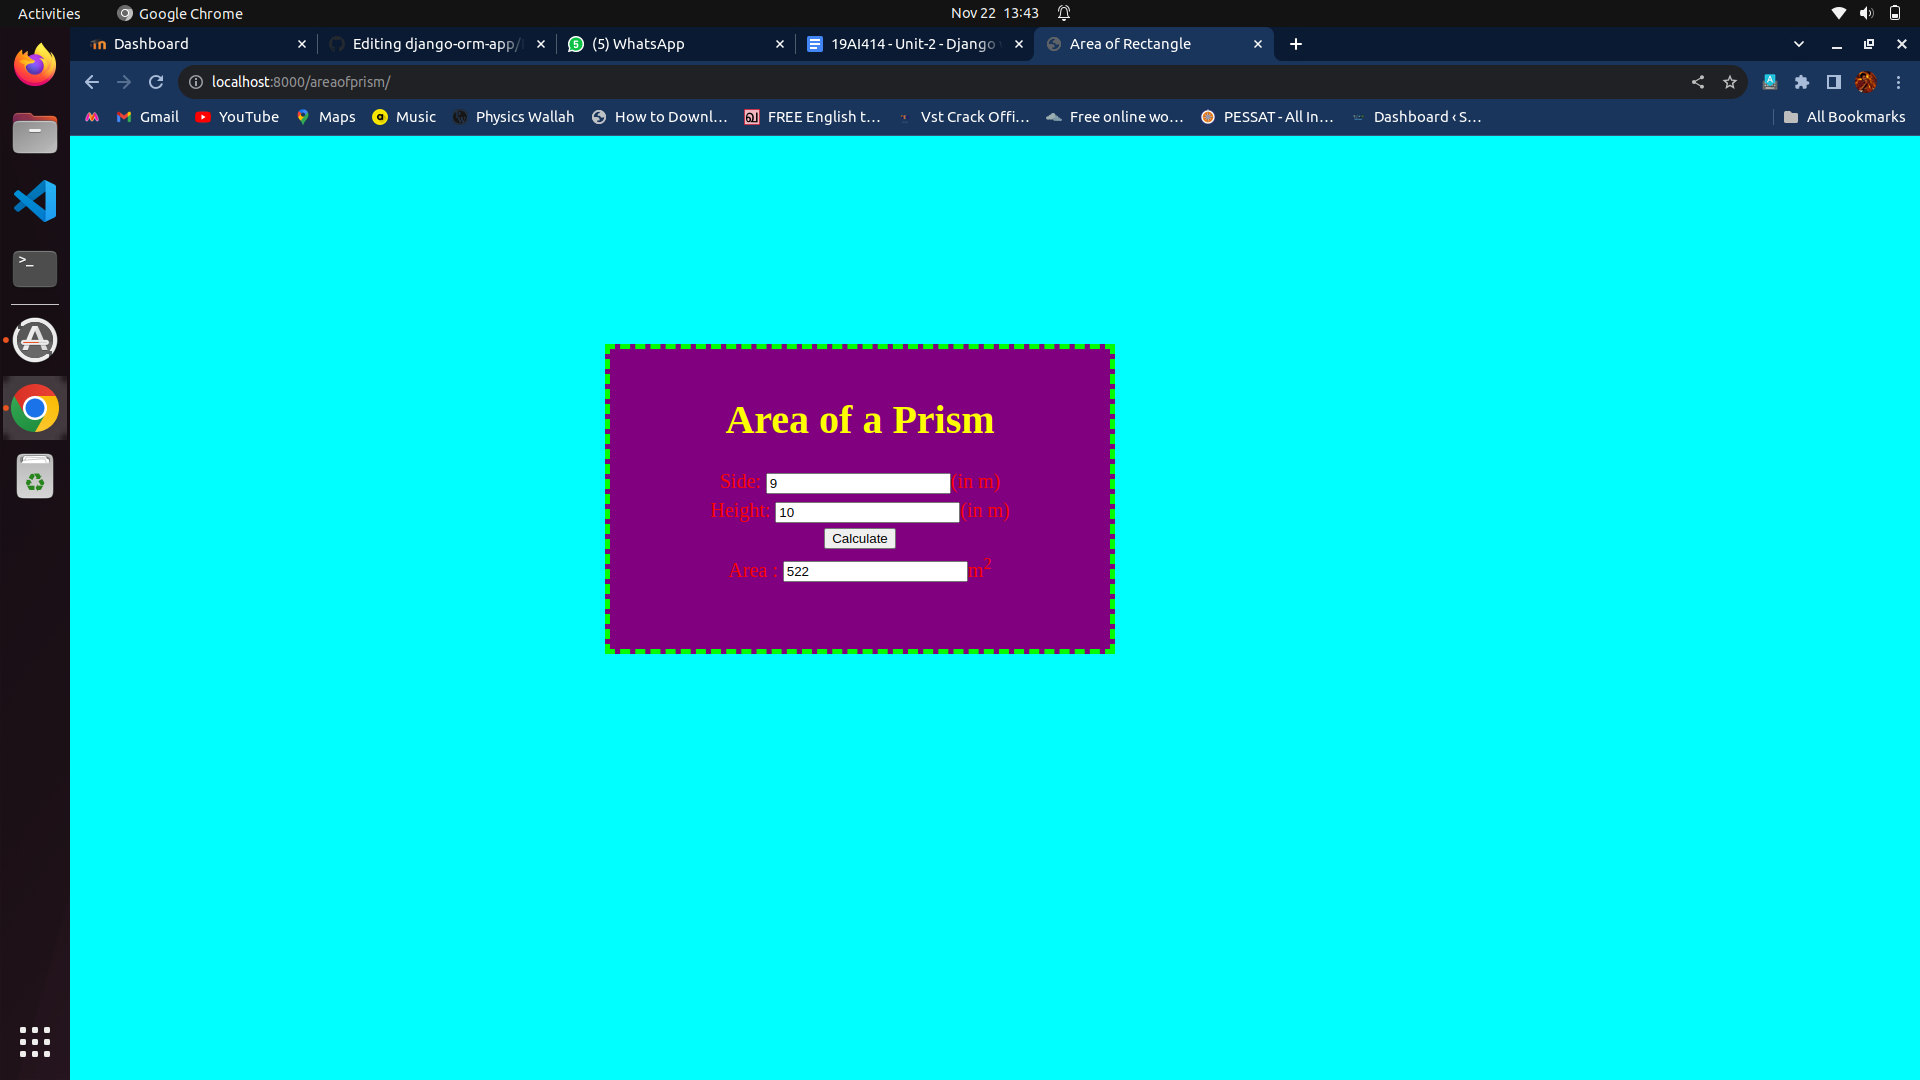 Activities Google Chrome Nov 22 13:43
Dashboard Editing django-orm-app/ (5) WhatsApp 19AI414 - Unit-2 - Django Area of Rectangle
localhost:8000/areaofprism/
Gmail YouTube Maps Music Physics Wallah How to Downl... FREE English t... Vst Crack Offi... Free online wo... PESSAT - All In... Dashboard ‹ S... All Bookmarks
Area of a Prism
Side: 9 (in m)
Height: 10 (in m)
Calculate
Area : 522 m²